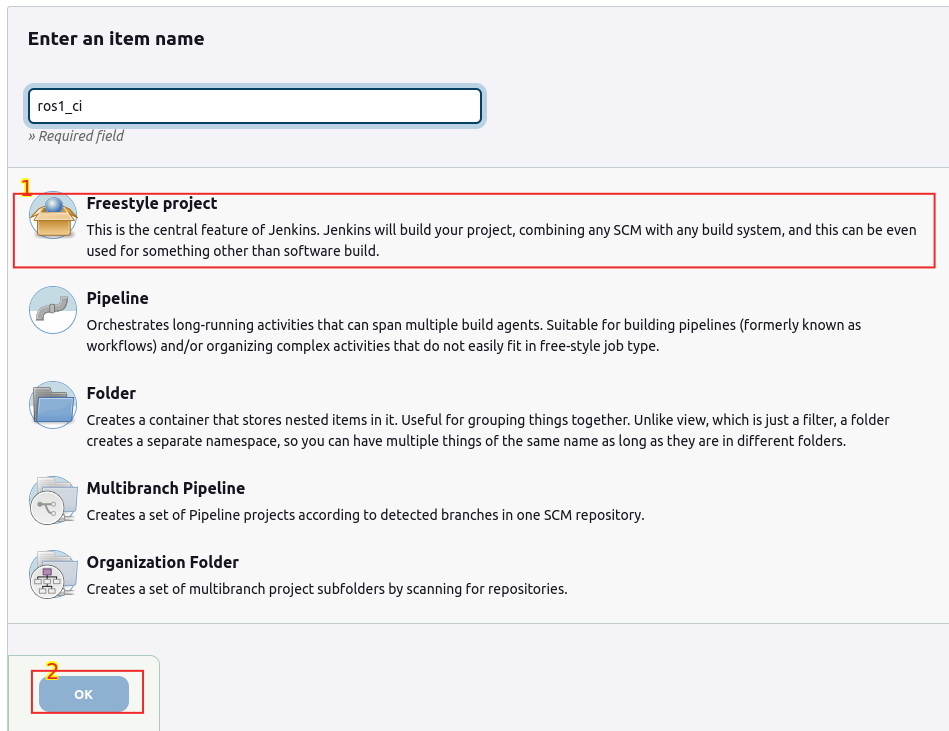 Enter an item name
ros1_ci
» Required field
1
Freestyle project
This is the central feature of Jenkins. Jenkins will build your project, combining any SCM with any build system, and this can be even
used for something other than software build.
Pipeline
Orchestrates long-running activities that can span multiple build agents. Suitable for building pipelines (formerly known as
workflows) and/or organizing complex activities that do not easily fit in free-style job type.
Folder
Creates a container that stores nested items in it. Useful for grouping things together. Unlike view, which is just a filter, a folder
creates a separate namespace, so you can have multiple things of the same name as long as they are in different folders.
Multibranch Pipeline
Creates a set of Pipeline projects according to detected branches in one SCM repository.
Organization Folder
Creates a set of multibranch project subfolders by scanning for repositories.
2
OK